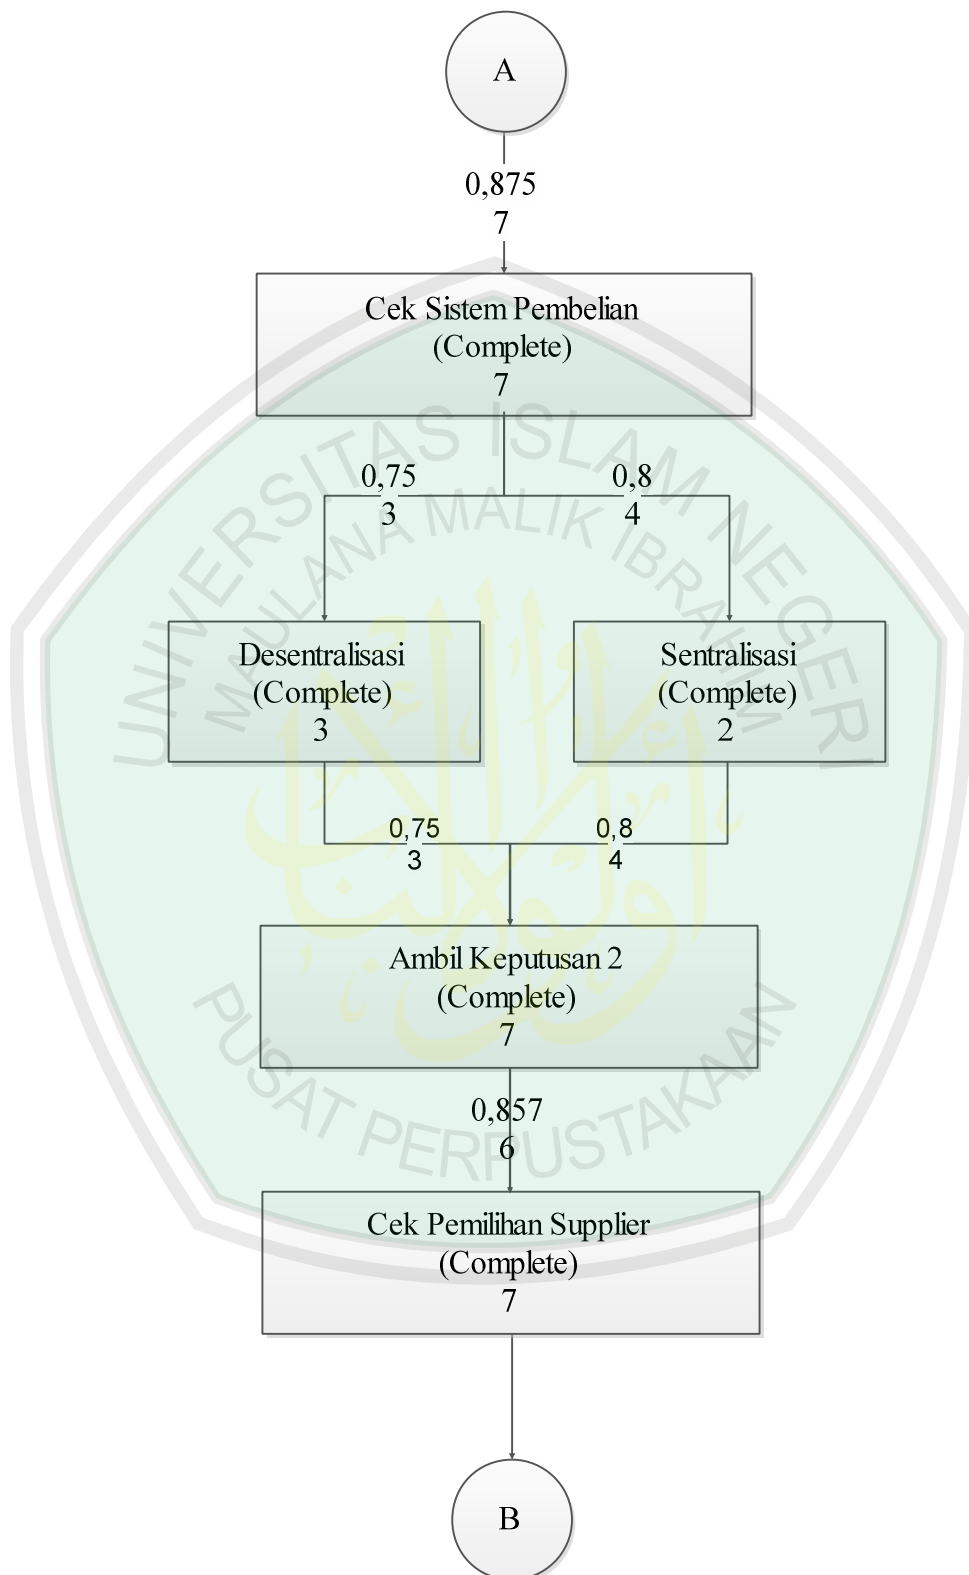 A
0,875
7
Cek Sistem Pembelian
(Complete)
7
0,75
3
0,8
4
Desentralisasi
(Complete)
3
Sentralisasi
(Complete)
2
0,75
3
0,8
4
Ambil Keputusan 2
(Complete)
7
0,857
6
Cek Pemilihan Supplier
(Complete)
7
B
UNIVERSITAS ISLAM NEGERI
MAULANA MALIK IBRAHIM
PUSAT PERPUSTAKAAN